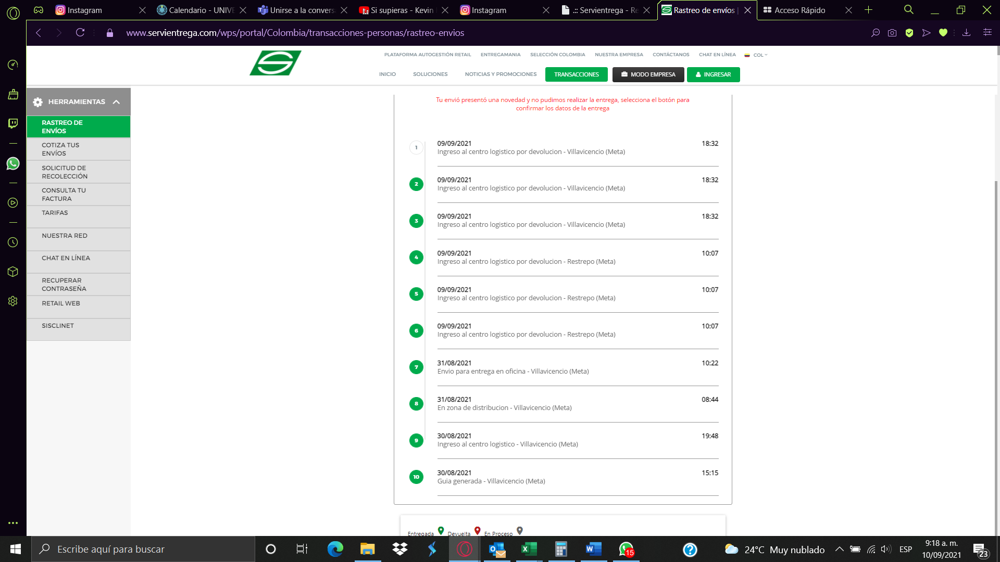 Instagram
Calendario - UNIVE
Unirse a la convers
Si supieras - Kevin
Instagram
.:: Servientrega - Re
Rastreo de envíos |
Acceso Rápido
www.servientrega.com/wps/portal/Colombia/transacciones-personas/rastreo-envios
PLATAFORMA AUTOGESTIÓN RETAIL
ENTREGAMANIA
SELECCIÓN COLOMBIA
NUESTRA EMPRESA
CONTÁCTANOS
CHAT EN LÍNEA
COL
INICIO
SOLUCIONES
NOTICIAS Y PROMOCIONES
TRANSACCIONES
MODO EMPRESA
INGRESAR
HERRAMIENTAS
RASTREO DE
ENVÍOS
COTIZA TUS
ENVÍOS
SOLICITUD DE
RECOLECCIÓN
CONSULTA TU
FACTURA
TARIFAS
NUESTRA RED
CHAT EN LÍNEA
RECUPERAR
CONTRASEÑA
RETAIL WEB
SISCLINET
Tu envió presentó una novedad y no pudimos realizar la entrega, selecciona el botón para
confirmar los datos de la entrega
1
09/09/2021 18:32
Ingreso al centro logistico por devolucion - Villavicencio (Meta)
2
09/09/2021 18:32
Ingreso al centro logistico por devolucion - Villavicencio (Meta)
3
09/09/2021 18:32
Ingreso al centro logistico por devolucion - Villavicencio (Meta)
4
09/09/2021 10:07
Ingreso al centro logistico por devolucion - Restrepo (Meta)
5
09/09/2021 10:07
Ingreso al centro logistico por devolucion - Restrepo (Meta)
6
09/09/2021 10:07
Ingreso al centro logistico por devolucion - Restrepo (Meta)
7
31/08/2021 10:22
Envio para entrega en oficina - Villavicencio (Meta)
8
31/08/2021 08:44
En zona de distribucion - Villavicencio (Meta)
9
30/08/2021 19:48
Ingreso al centro logistico - Villavicencio (Meta)
10
30/08/2021 15:15
Guia generada - Villavicencio (Meta)
Entregada Devuelta En Proceso
Escribe aquí para buscar
15
24°C Muy nublado
ESP
9:18 a. m.
10/09/2021
23